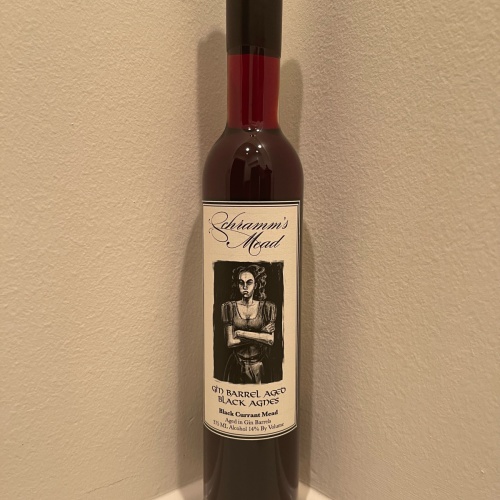 Schramm's
Mead
Gin Barrel Aged
Black Agnes
Black Currant Mead
Aged in Gin Barrels
375 ML Alcohol 14% By Volume